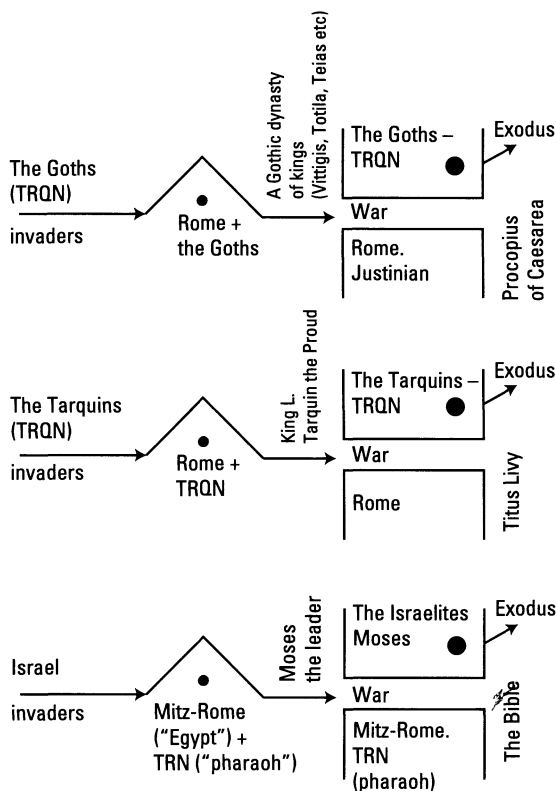 The Goths
(TRQN)
invaders
Rome +
the Goths
A Gothic dynasty
of kings
(Vittigis, Totila, Teias etc)
The Goths –
TRQN
Exodus
War
Rome.
Justinian
Procopius
of Caesarea
The Tarquins
(TRQN)
invaders
Rome +
TRQN
King L.
Tarquin the Proud
The Tarquins –
TRQN
Exodus
War
Rome
Titus Livy
Israel
invaders
Mitz-Rome
("Egypt") +
TRN ("pharaoh")
Moses
the leader
The Israelites
Moses
Exodus
War
Mitz-Rome.
TRN
(pharaoh)
The Bible